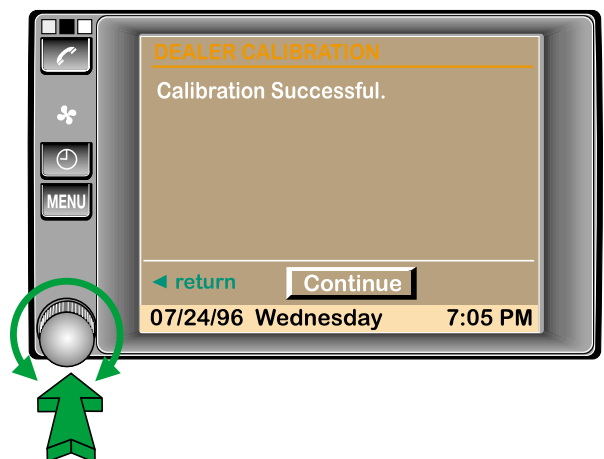 DEALER CALIBRATION
Calibration Successful.
MENU
◄ return Continue
07/24/96 Wednesday 7:05 PM